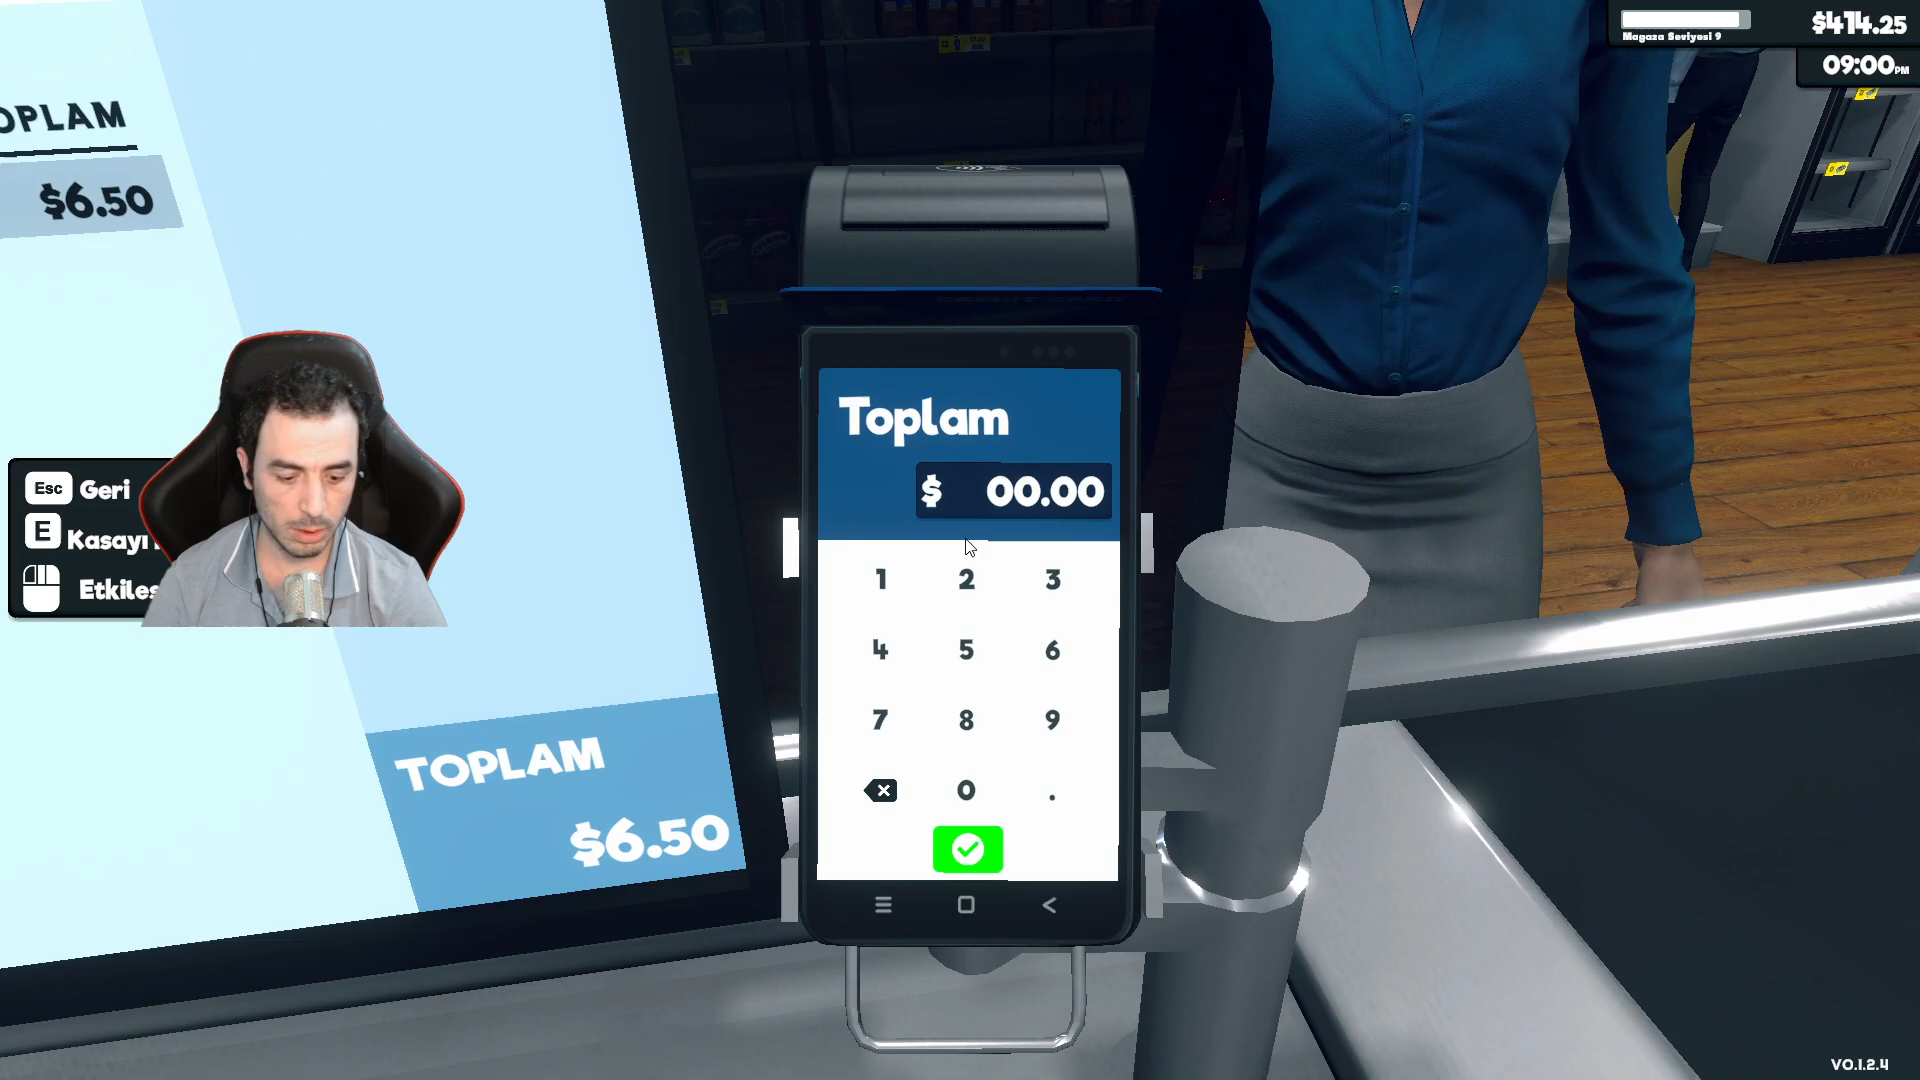 $414.25
Magaza Seviyesi 9
09:00PM
OPLAM
$6.50
Toplam
$ 00.00
Esc Geri
E Kasayı
Etkileş
1 2 3
4 5 6
7 8 9
0 .
TOPLAM
$6.50
V0.1.2.4